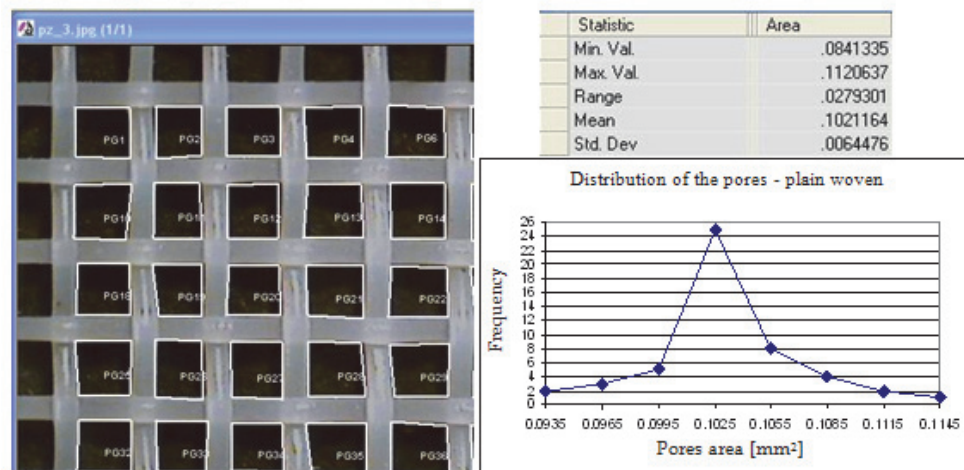 pz_3.jpg (1/1)
PG1 PG2 PG3 PG4 PG6
PG10 PG11 PG12 PG13 PG14
PG18 PG19 PG20 PG21 PG22
PG25 PG26 PG27 PG28 PG29
PG32 PG33 PG34 PG35 PG36
Statistic Area
Min. Val. .0841335
Max. Val. .1120637
Range .0279301
Mean .1021164
Std. Dev .0064476
Distribution of the pores - plain woven
Frequency
26
24
22
20
18
16
14
12
10
8
6
4
2
0
0.0935 0.0965 0.0995 0.1025 0.1055 0.1085 0.1115 0.1145
Pores area [mm²]